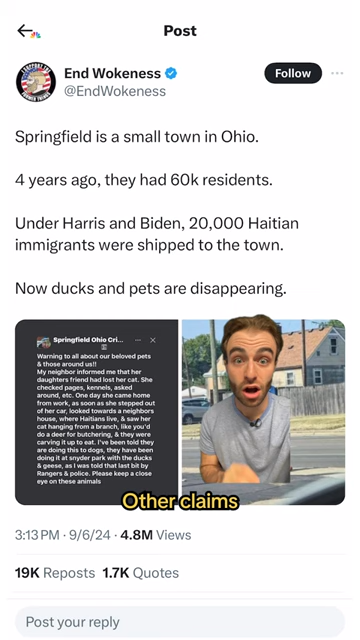 Post
End Wokeness
Follow
@EndWokeness
Springfield is a small town in Ohio.
4 years ago, they had 60k residents.
Under Harris and Biden, 20,000 Haitian
immigrants were shipped to the town.
Now ducks and pets are disappearing.
Springfield Ohio Cri...
Warning to all about our beloved pets
& those around us!!
My neighbor informed me that her
daughters friend had lost her cat. She
checked pages, kennels, asked
around, etc. One day she came home
from work, as soon as she stepped out
of her car, looked towards a neighbors
house, where Haitians live, & saw her
cat hanging from a branch, like you'd
do a deer for butchering, & they were
carving it up to eat. I've been told they
are doing this to dogs, they have been
doing it at snyder park with the ducks
& geese, as I was told that last bit by
Rangers & police. Please keep a close
eye on these animals
Other claims
3:13 PM · 9/6/24 · 4.8M Views
19K Reposts 1.7K Quotes
Post your reply